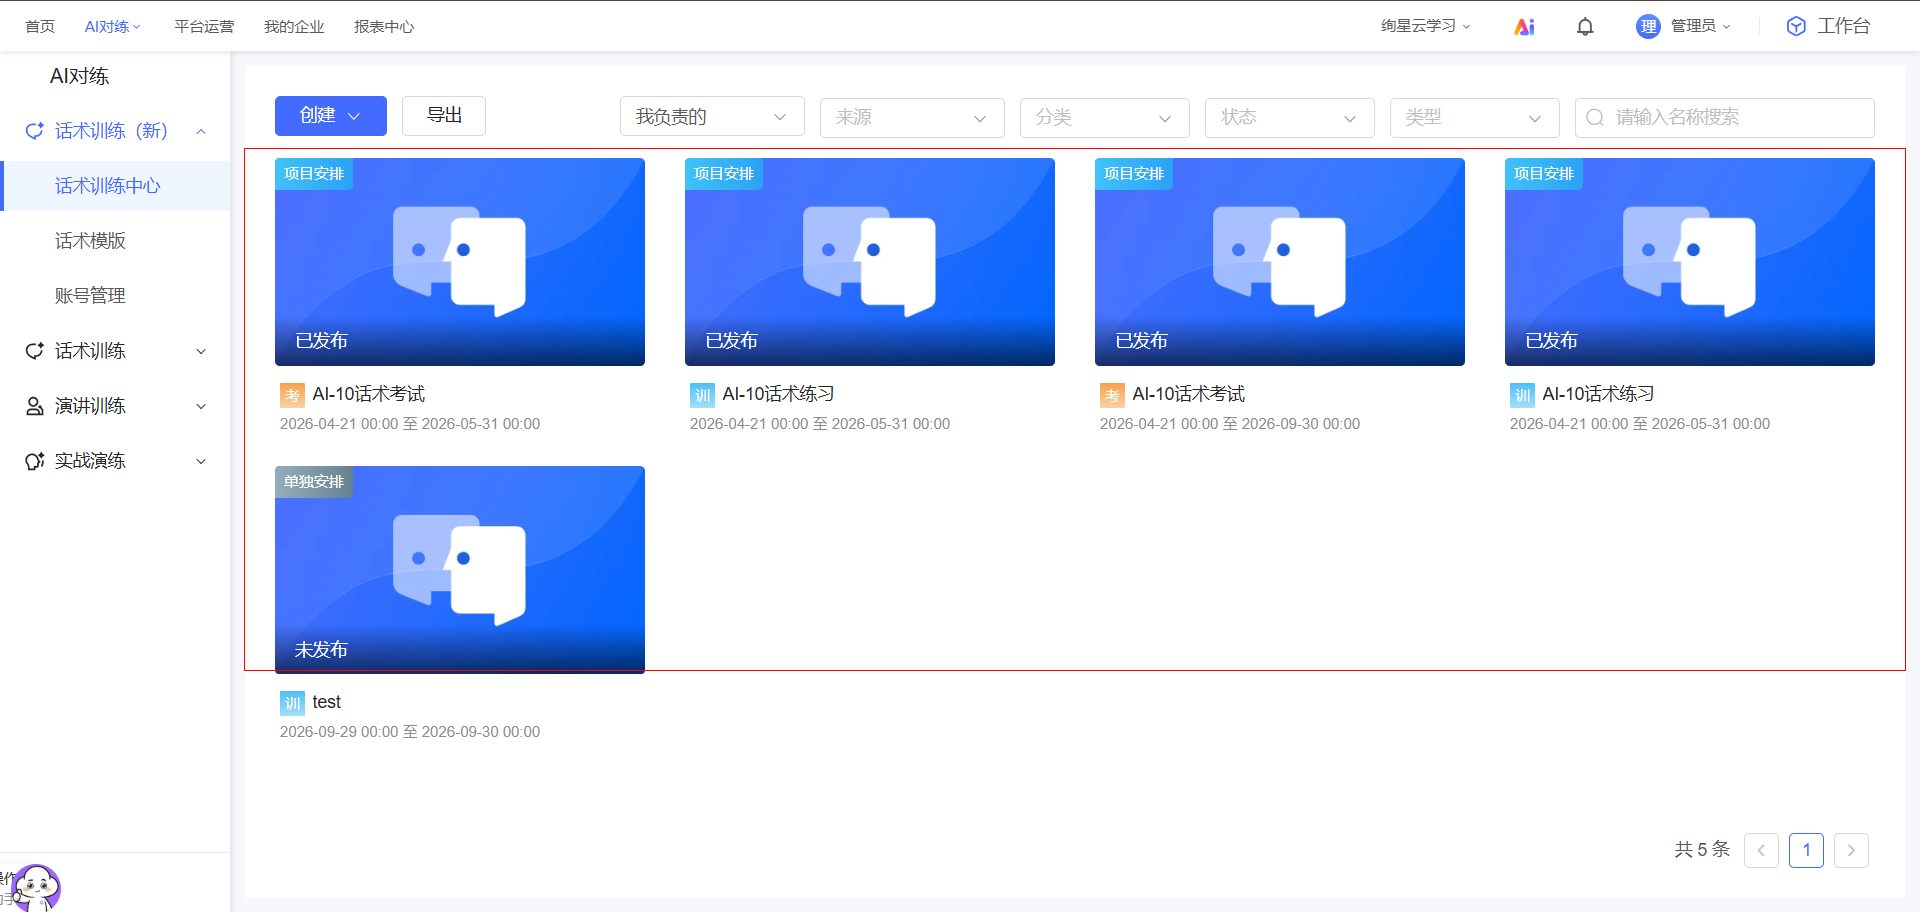 首页 AI对练 平台运营 我的企业 报表中心 绚星云学习 Ai 理 管理员 工作台
AI对练
话术训练（新）
话术训练中心
话术模版
账号管理
话术训练
演讲训练
实战演练
创建 导出 我负责的 来源 分类 状态 类型 请输入名称搜索
项目安排 项目安排 项目安排 项目安排
已发布 已发布 已发布 已发布
考 AI-10话术考试 训 AI-10话术练习 考 AI-10话术考试 训 AI-10话术练习
2026-04-21 00:00 至 2026-05-31 00:00 2026-04-21 00:00 至 2026-05-31 00:00 2026-04-21 00:00 至 2026-09-30 00:00 2026-04-21 00:00 至 2026-05-31 00:00
单独安排
未发布
训 test
2026-09-29 00:00 至 2026-09-30 00:00
共 5 条 1